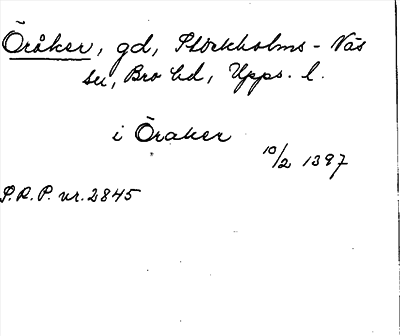 Öråker, gd, Stockholms-Näs
sn, Bro hd, Upps. l.
i Öraker
10/2 1397
S.R.P. nr. 2845